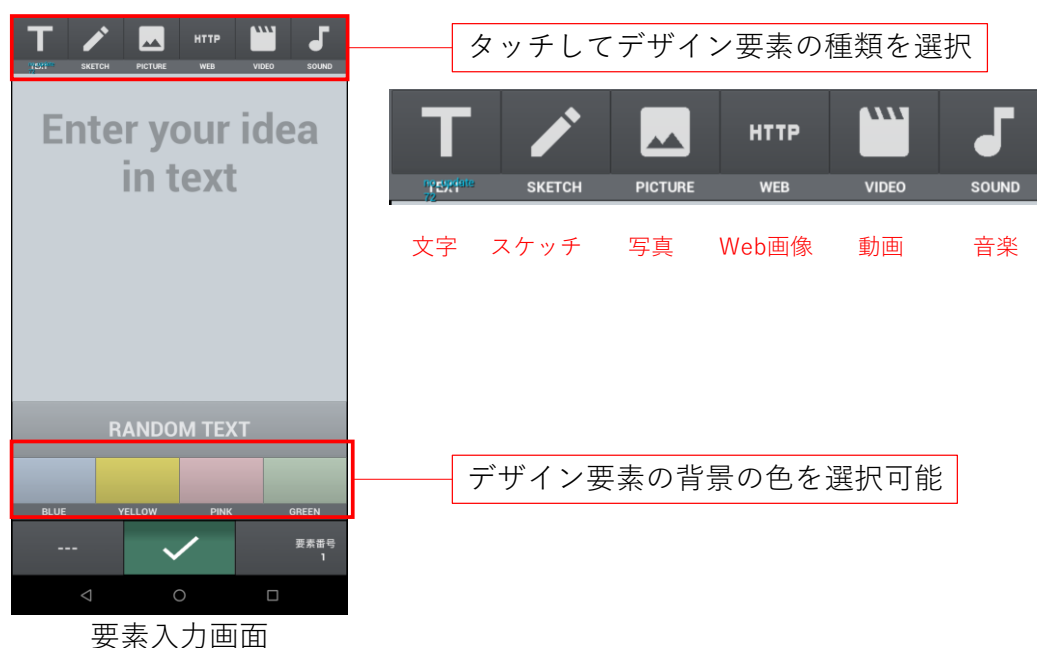 TEXT SKETCH PICTURE HTTP WEB VIDEO SOUND
タッチしてデザイン要素の種類を選択
Enter your idea
in text
HTTP
TEXT SKETCH PICTURE WEB VIDEO SOUND
no update
72
文字 スケッチ 写真 Web画像 動画 音楽
RANDOM TEXT
デザイン要素の背景の色を選択可能
BLUE YELLOW PINK GREEN
---
要素番号
1
要素入力画面